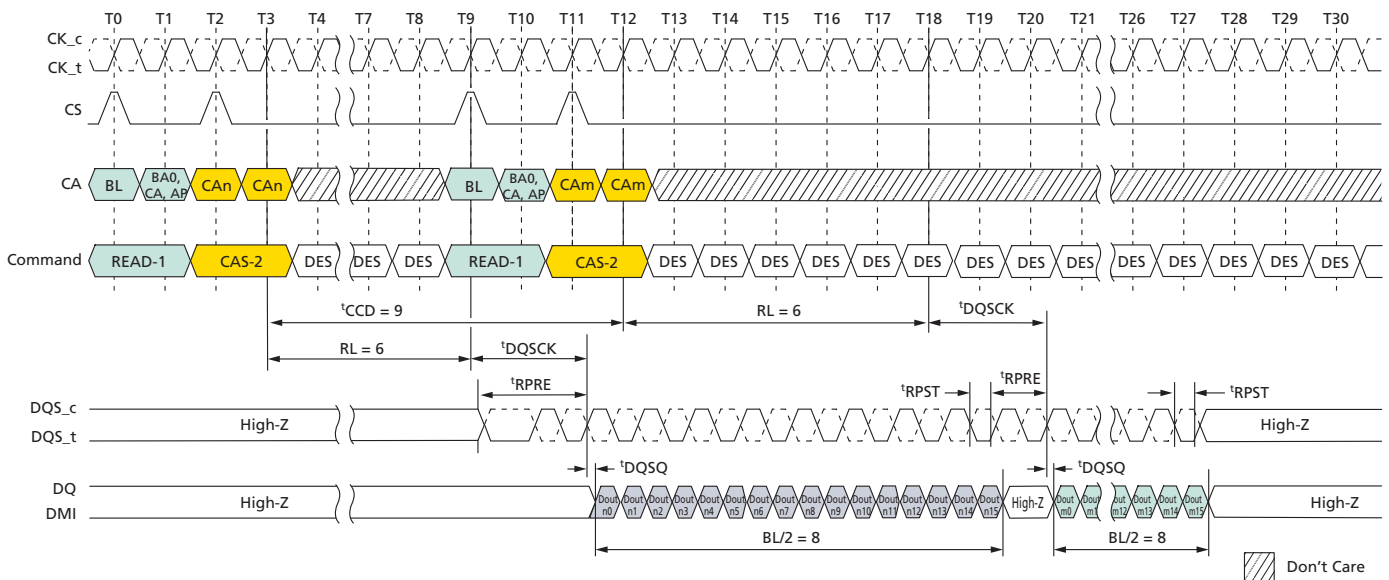 T0 T1 T2 T3 T4 T7 T8 T9 T10 T11 T12 T13 T14 T15 T16 T17 T18 T19 T20 T21 T26 T27 T28 T29 T30
CK_c
CK_t
CS
CA BL BA0, CA, AP CAn CAn BL BA0, CA, AP CAm CAm
Command READ-1 CAS-2 DES DES DES READ-1 CAS-2 DES DES DES DES DES DES DES DES DES DES DES DES DES DES
tCCD = 9 RL = 6 tDQSCK
RL = 6 tDQSCK
tRPRE tRPST tRPRE tRPST
DQS_c
DQS_t
High-Z High-Z
tDQSQ tDQSQ
DQ
DMI
High-Z Dout n0 Dout n1 Dout n2 Dout n3 Dout n4 Dout n5 Dout n6 Dout n7 Dout n8 Dout n9 Dout n10 Dout n11 Dout n12 Dout n13 Dout n14 Dout n15 High-Z Dout m0 Dout m12 Dout m13 Dout m14 Dout m15 High-Z
BL/2 = 8 BL/2 = 8
Don't Care